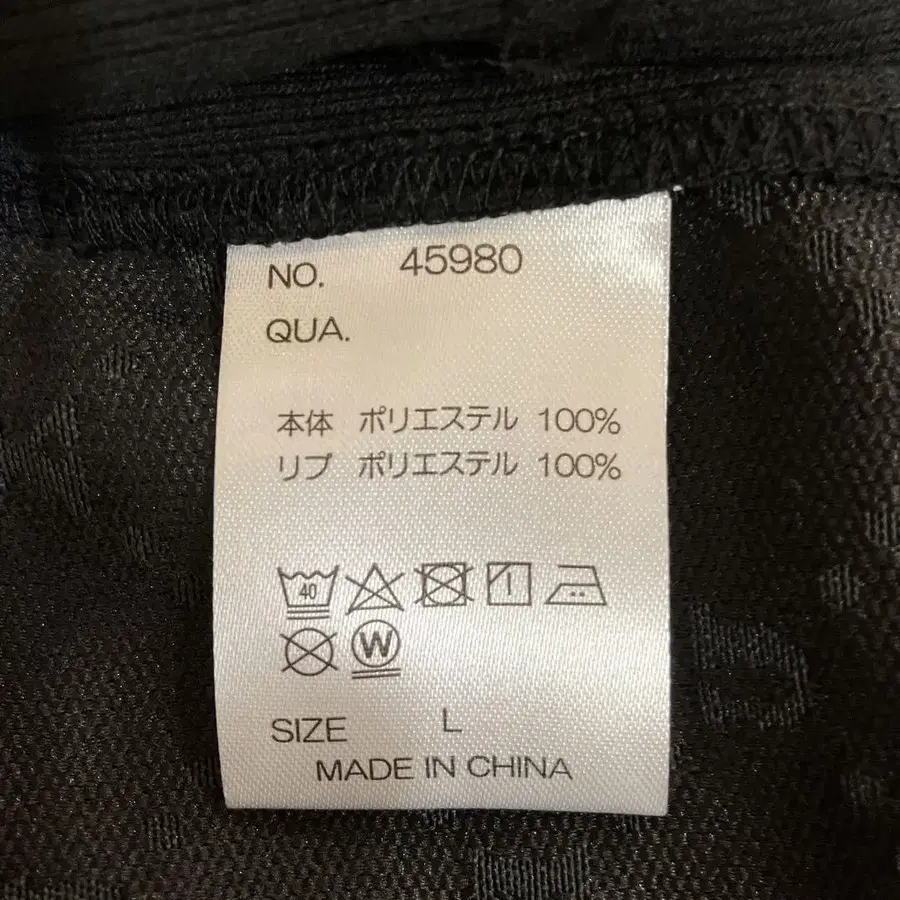 NO. 45980
QUA.
本体 ポリエステル 100%
リブ ポリエステル 100%
40
W
SIZE L
MADE IN CHINA